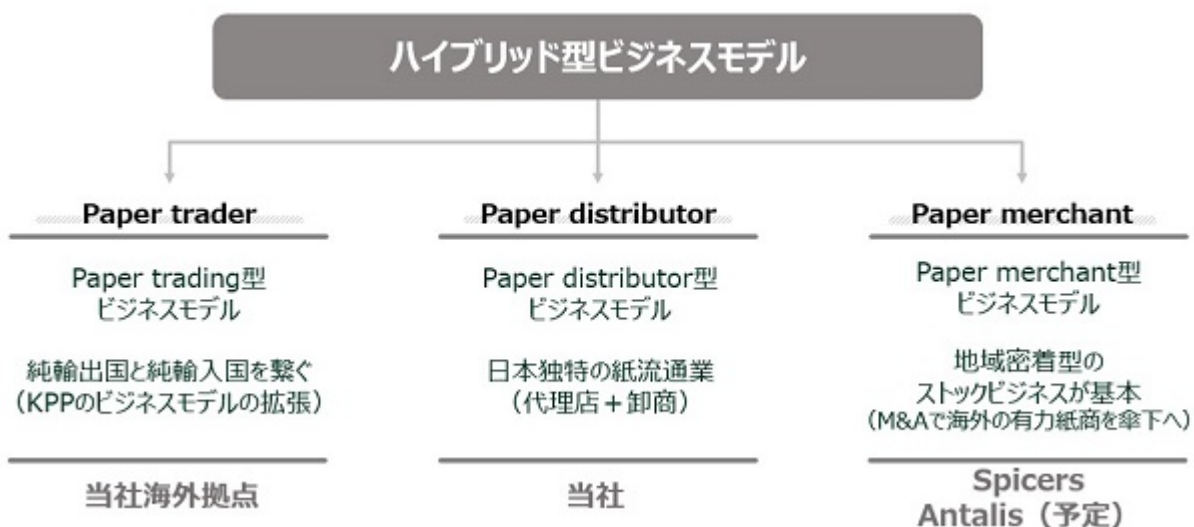 ハイブリッド型ビジネスモデル
Paper trader
Paper trading型
ビジネスモデル
純輸出国と純輸入国を繋ぐ
（KPPのビジネスモデルの拡張）
当社海外拠点
Paper distributor
Paper distributor型
ビジネスモデル
日本独特の紙流通業
（代理店＋卸商）
当社
Paper merchant
Paper merchant型
ビジネスモデル
地域密着型の
ストックビジネスが基本
（M&Aで海外の有力紙商を傘下へ）
Spicers
Antalis（予定）